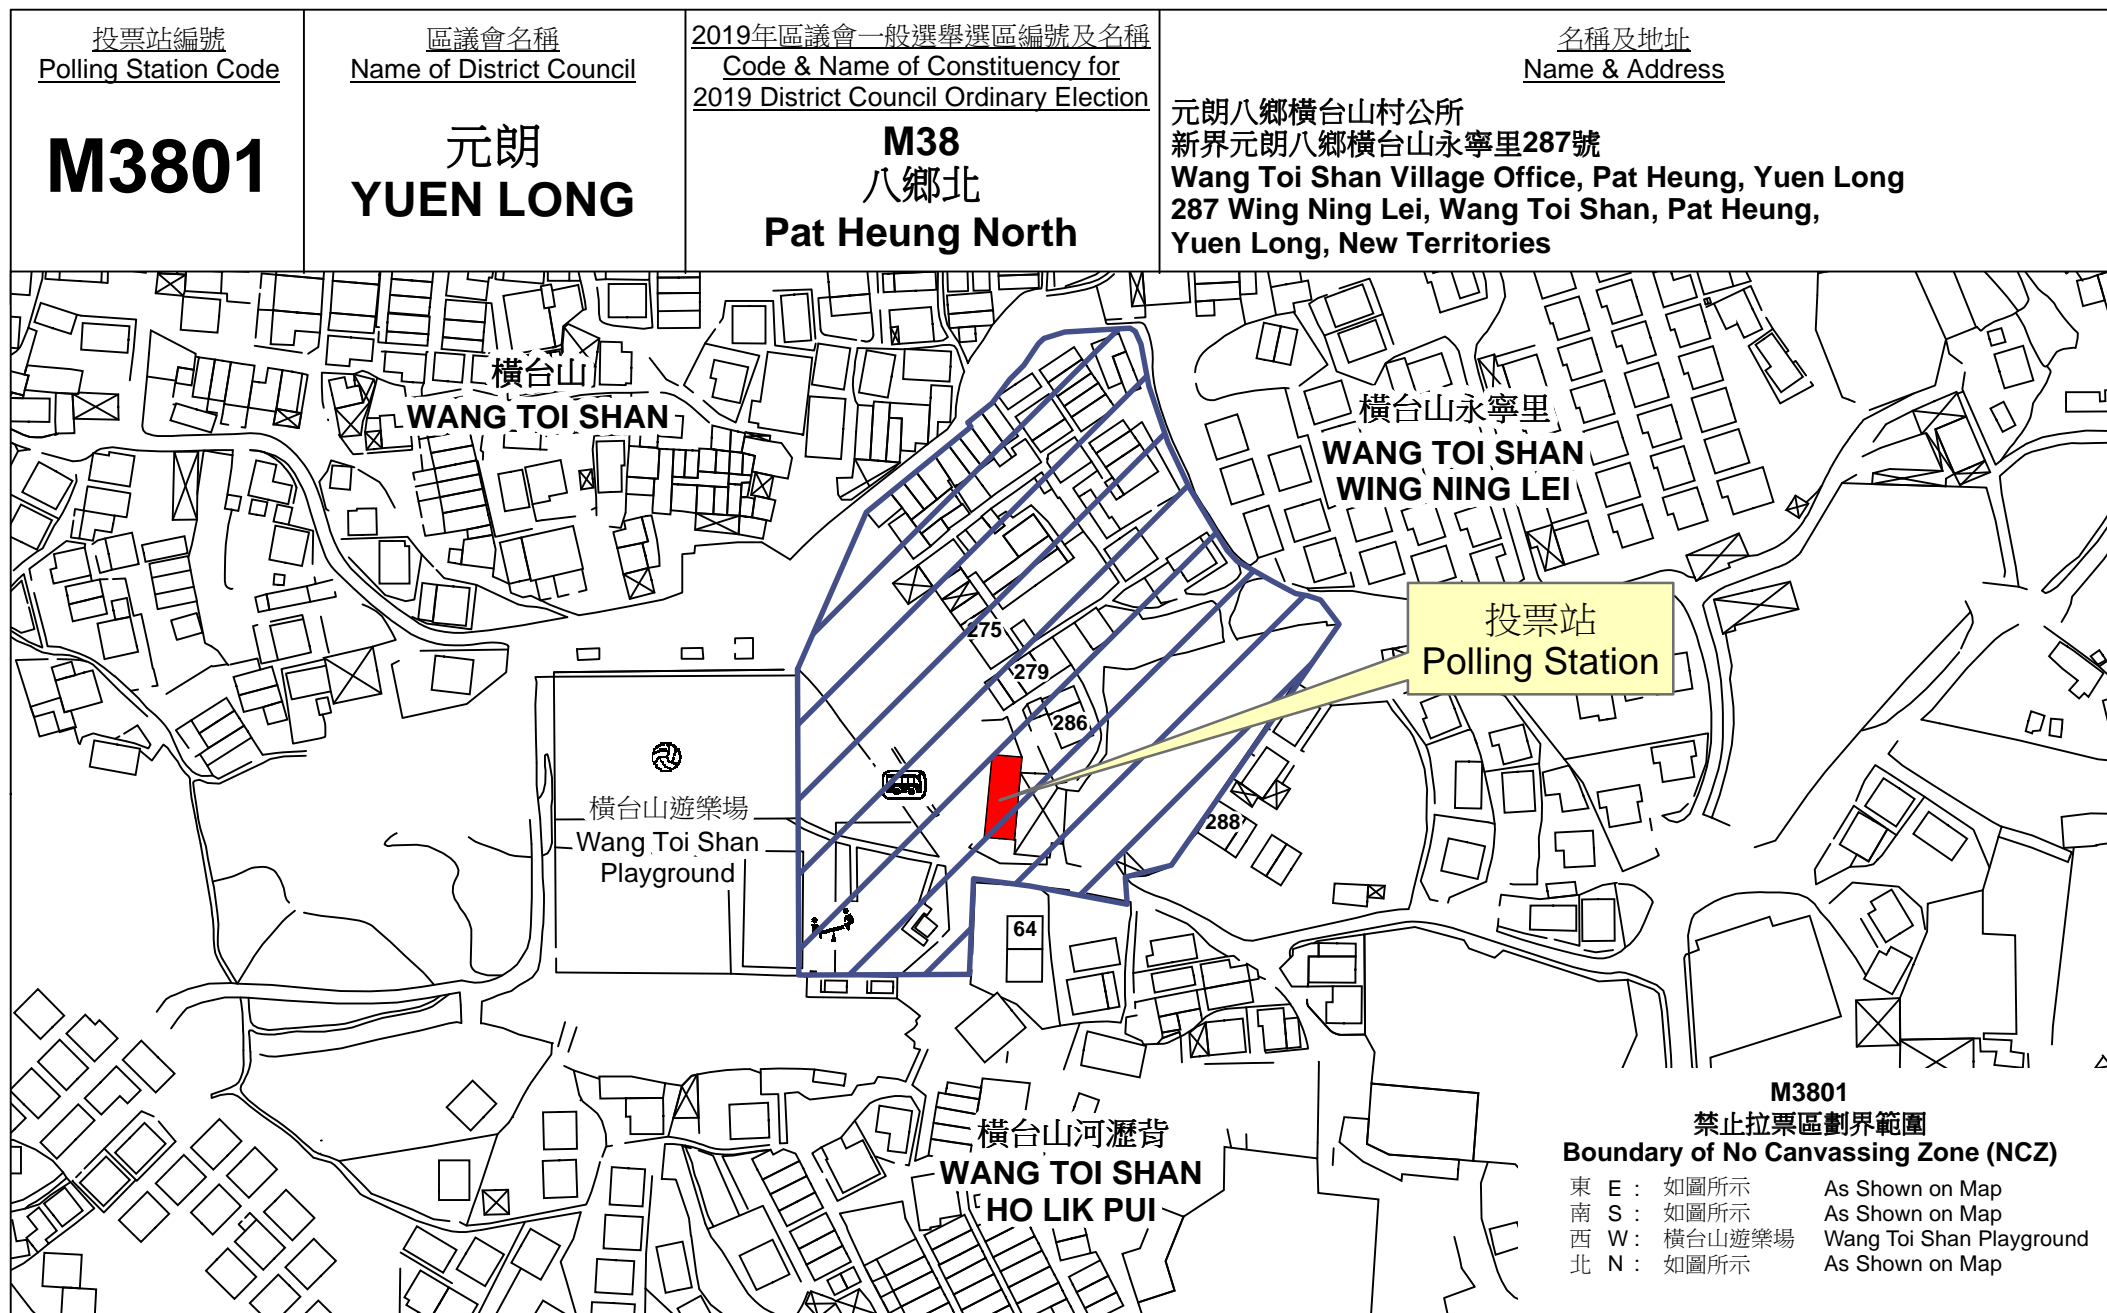 投票站編號
Polling Station Code
M3801
區議會名稱
Name of District Council
元朗
YUEN LONG
2019年區議會一般選舉選區編號及名稱
Code & Name of Constituency for
2019 District Council Ordinary Election
M38
八鄉北
Pat Heung North
名稱及地址
Name & Address
元朗八鄉橫台山村公所
新界元朗八鄉橫台山永寧里287號
Wang Toi Shan Village Office, Pat Heung, Yuen Long
287 Wing Ning Lei, Wang Toi Shan, Pat Heung,
Yuen Long, New Territories
橫台山
WANG TOI SHAN
橫台山永寧里
WANG TOI SHAN
WING NING LEI
投票站
Polling Station
275
279
286
288
64
橫台山遊樂場
Wang Toi Shan
Playground
橫台山河瀝背
WANG TOI SHAN
HO LIK PUI
M3801
禁止拉票區劃界範圍
Boundary of No Canvassing Zone (NCZ)
東 E : 如圖所示 As Shown on Map
南 S : 如圖所示 As Shown on Map
西 W : 橫台山遊樂場 Wang Toi Shan Playground
北 N : 如圖所示 As Shown on Map